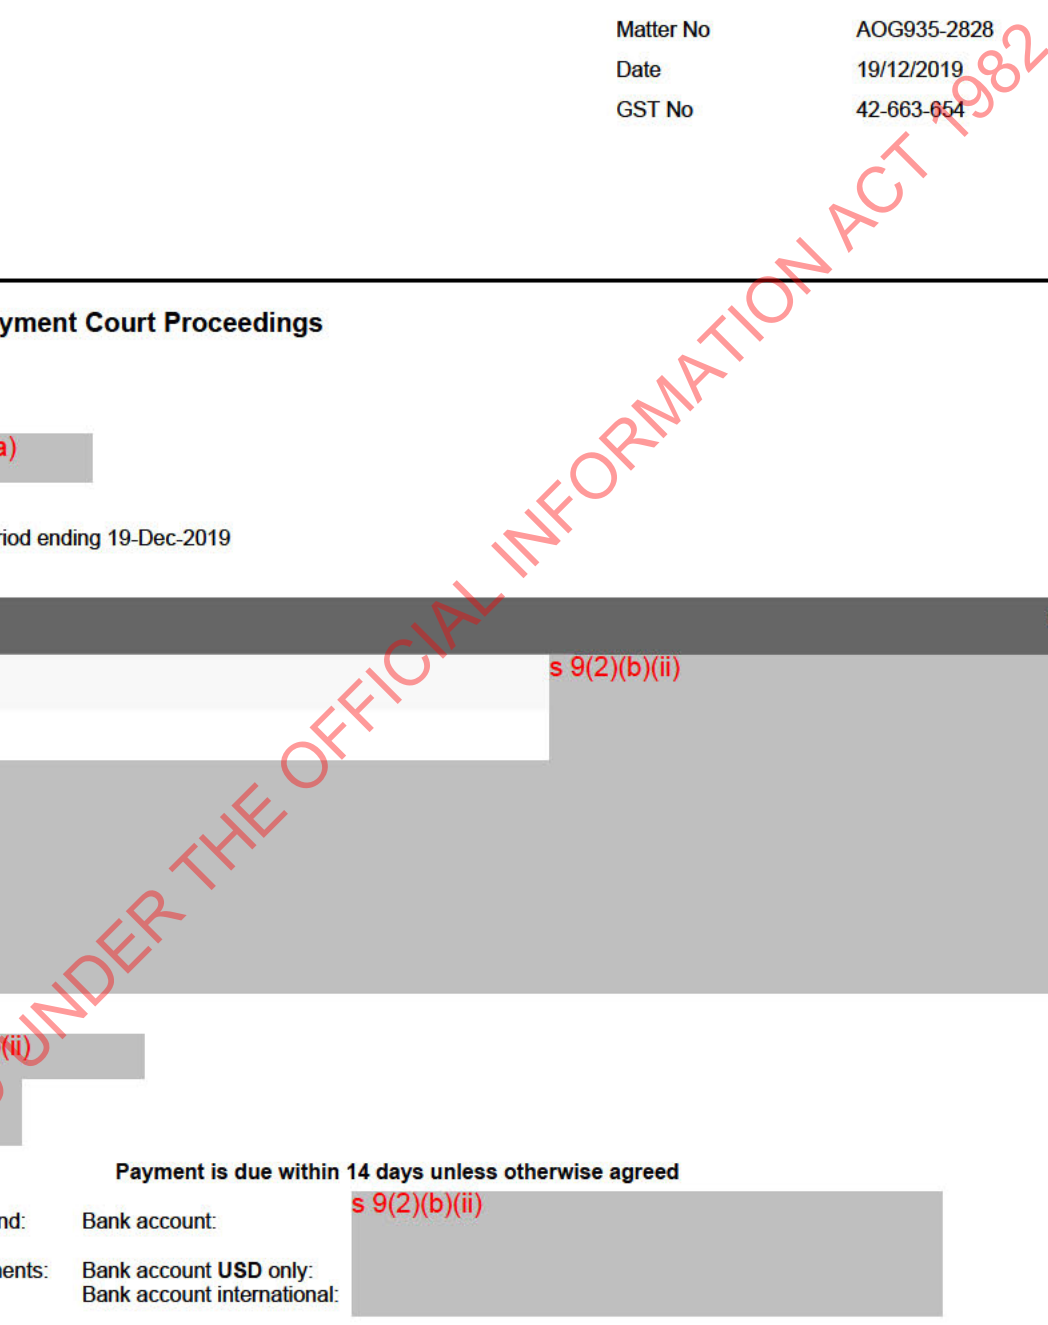 Matter No AOG935-2828
Date 19/12/2019
GST No 42-663-654
yment Court Proceedings
a)
riod ending 19-Dec-2019
s 9(2)(b)(ii)
(ii)
UNDER THE OFFICIAL INFORMATION ACT 1982
Payment is due within 14 days unless otherwise agreed
s 9(2)(b)(ii)
nd: Bank account:
nents: Bank account USD only:
Bank account international: